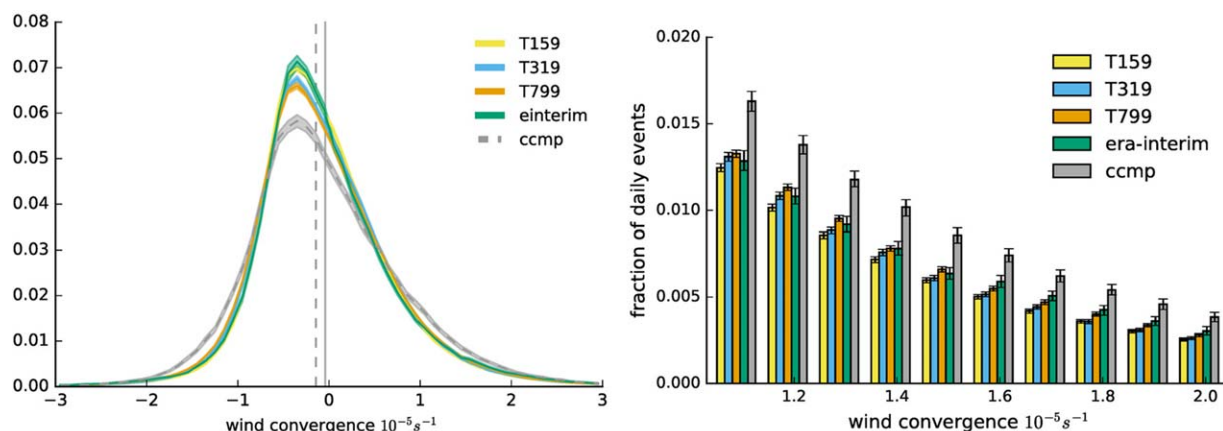 0.08
0.07
0.06
0.05
0.04
0.03
0.02
0.01
0.00
−3
−2
−1
0
1
2
3
wind convergence 10⁻⁵s⁻¹
T159
T319
T799
einterim
ccmp
fraction of daily events
0.020
0.015
0.010
0.005
0.000
1.2
1.4
1.6
1.8
2.0
wind convergence 10⁻⁵s⁻¹
T159
T319
T799
era-interim
ccmp